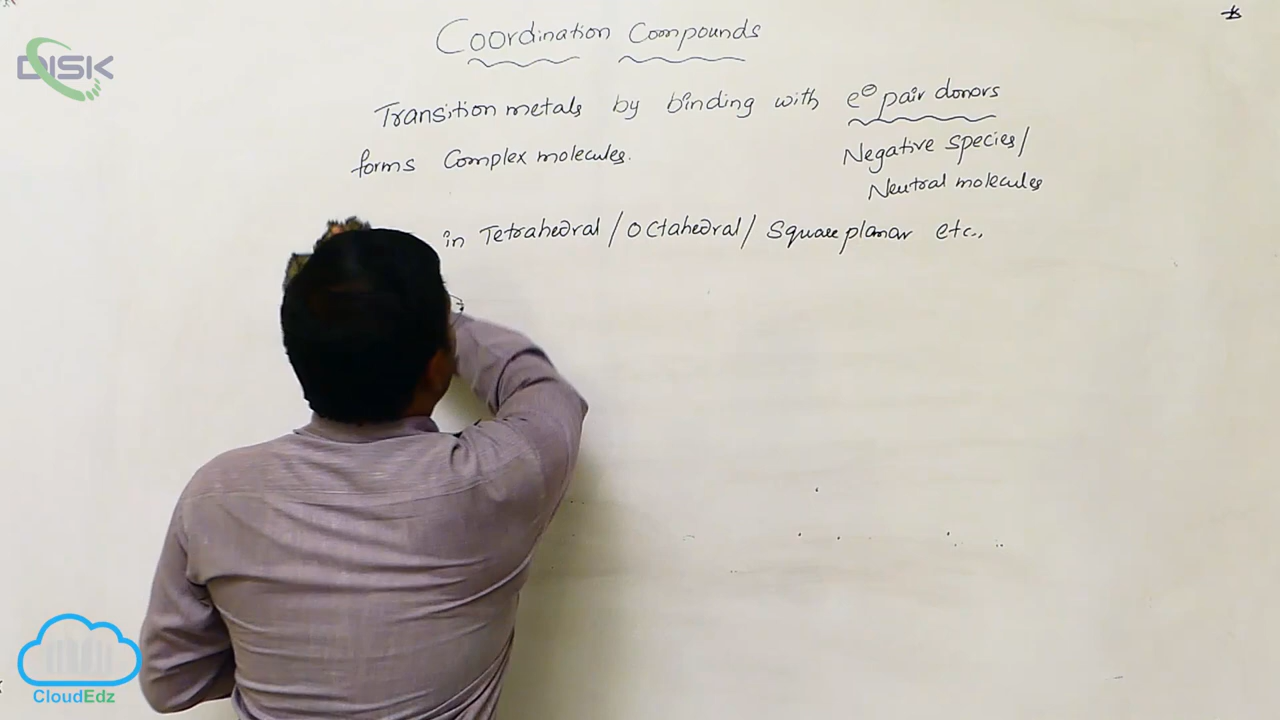 DISK
Coordination Compounds
Transition metals by binding with e⊖ pair donors
forms Complex molecules.
Negative species/
Neutral molecules
in Tetrahedral / Octahedral / Square planar etc.,
CloudEdz